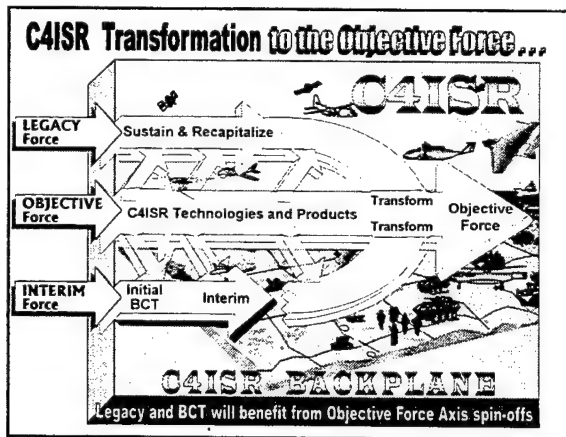 C4ISR Transformation to the Objective Force...
C4ISR
LEGACY
Force
Sustain & Recapitalize
OBJECTIVE
Force
C4ISR Technologies and Products
Transform
Transform
Objective
Force
INTERIM
Force
Initial
BCT
Interim
C4ISR BACKPLANE
Legacy and BCT will benefit from Objective Force Axis spin-offs